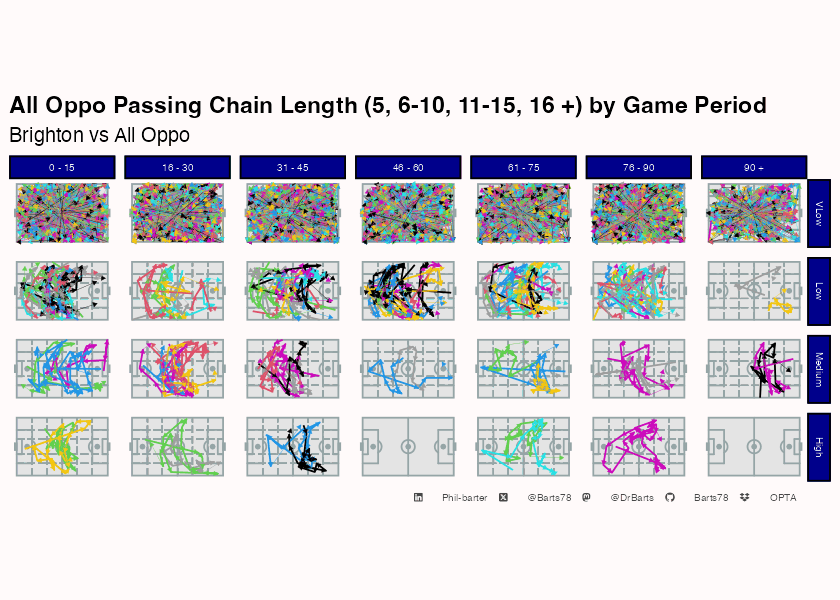 All Oppo Passing Chain Length (5, 6-10, 11-15, 16 +) by Game Period
Brighton vs All Oppo
0 - 15 16 - 30 31 - 45 46 - 60 61 - 75 76 - 90 90 +
VLow
Low
Medium
High
Phil-barter @Barts78 @DrBarts Barts78 OPTA